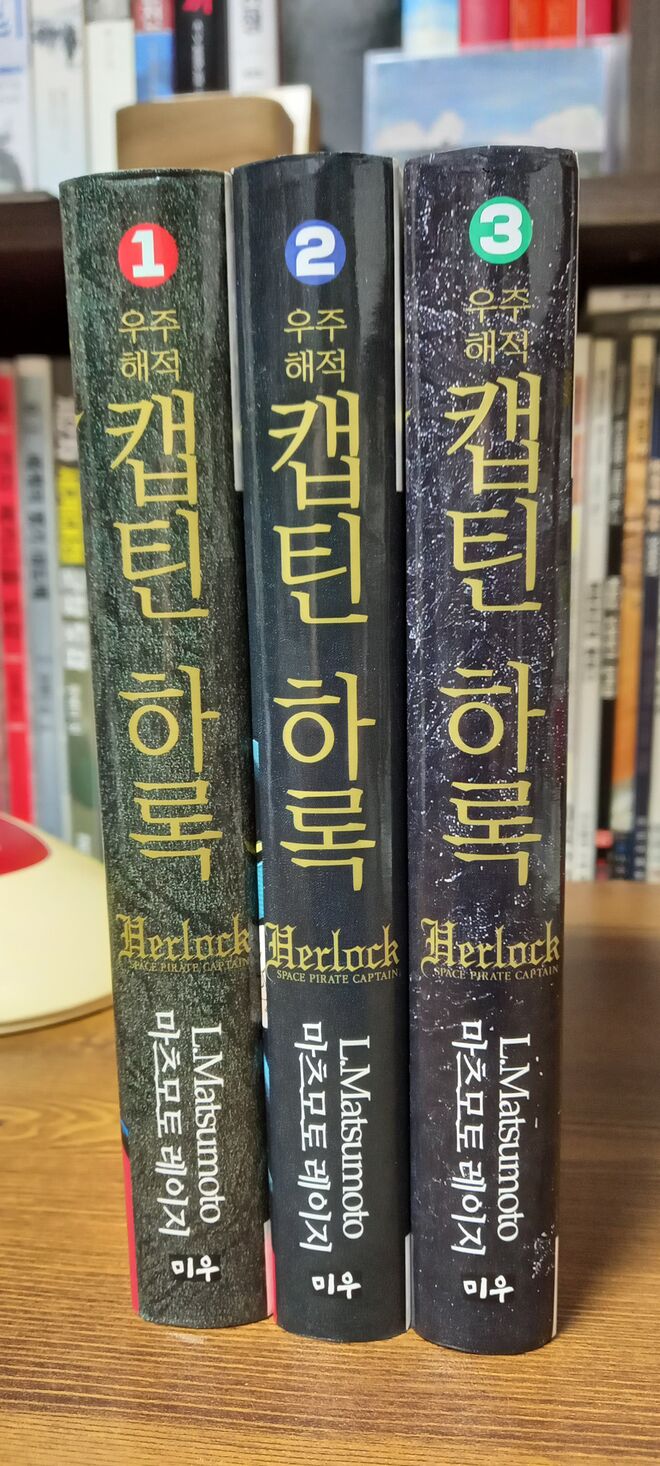 1
우주
해적
캡틴 하록
Herlock
SPACE PIRATE CAPTAIN
L.Matsumoto
마츠모토 레이지
미우
2
우주
해적
캡틴 하록
Herlock
SPACE PIRATE CAPTAIN
L.Matsumoto
마츠모토 레이지
미우
3
우주
해적
캡틴 하록
Herlock
SPACE PIRATE CAPTAIN
L.Matsumoto
마츠모토 레이지
미우